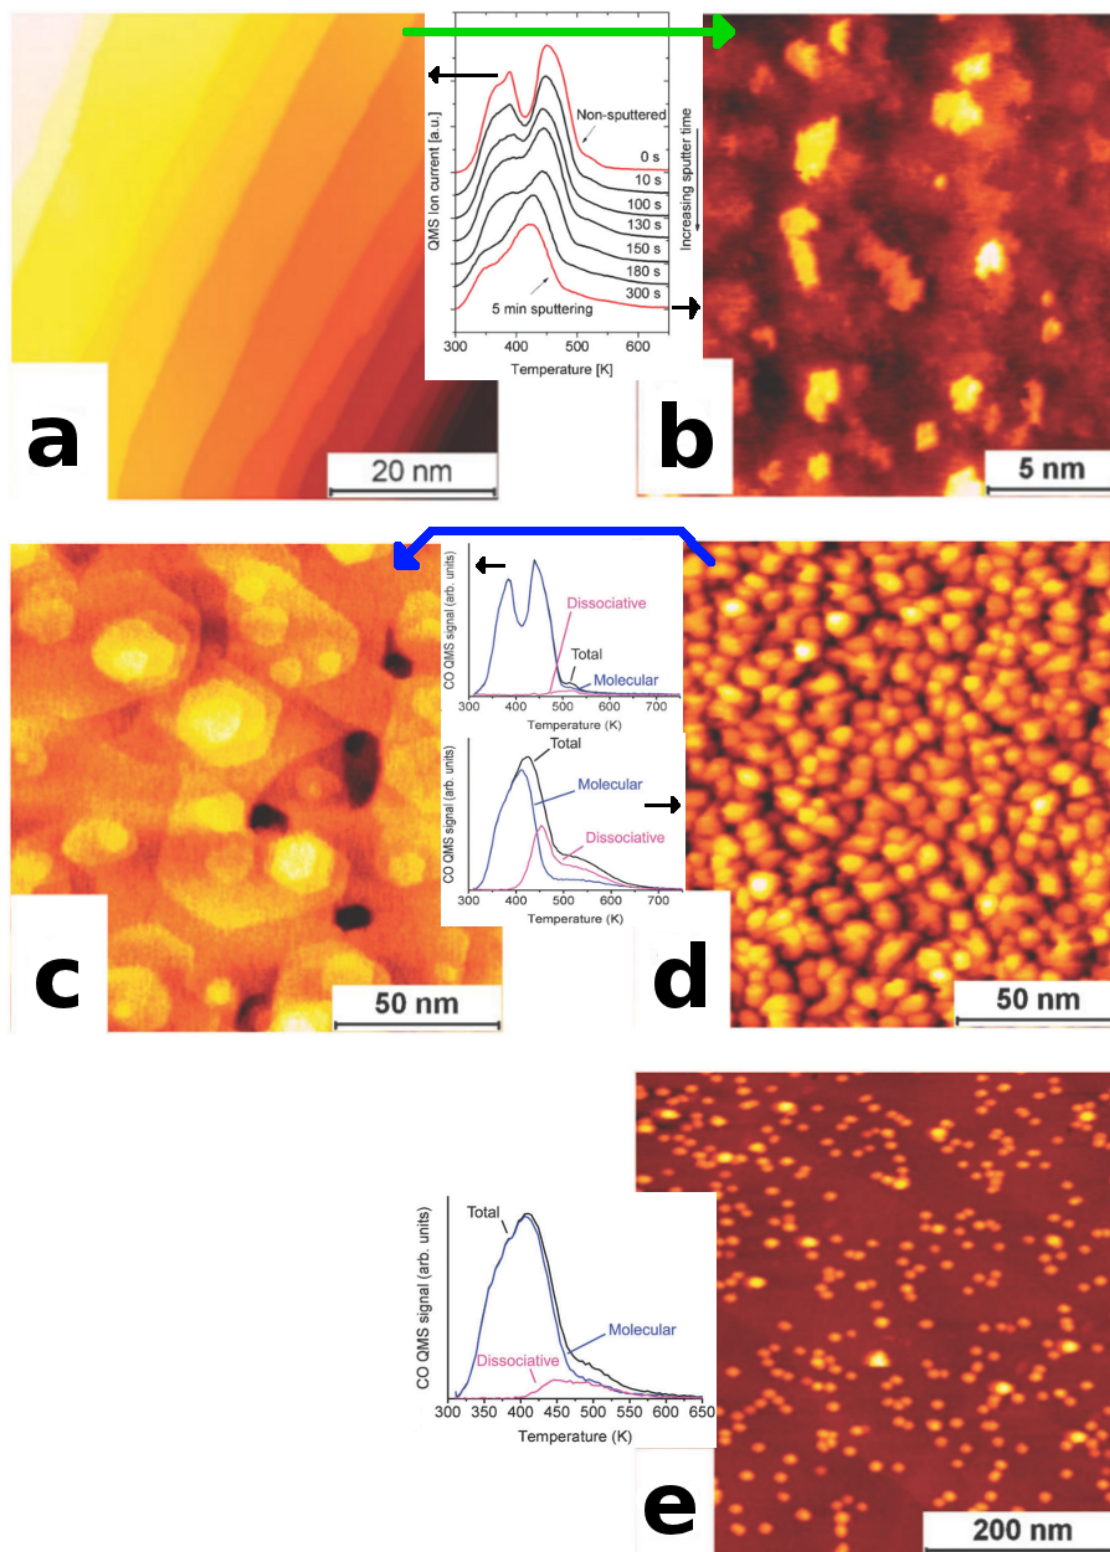 QMS Ion current [a.u.]
Non-sputtered
0 s
10 s
100 s
130 s
150 s
180 s
300 s
5 min sputtering
Increasing sputter time
300 400 500 600
Temperature [K]
a
20 nm
b
5 nm
CO QMS signal (arb. units)
Dissociative
Total
Molecular
300 400 500 600 700
Temperature (K)
CO QMS signal (arb. units)
Total
Molecular
Dissociative
300 400 500 600 700
Temperature (K)
c
50 nm
d
50 nm
CO QMS signal (arb. units)
Total
Molecular
Dissociative
300 350 400 450 500 550 600 650
Temperature (K)
e
200 nm